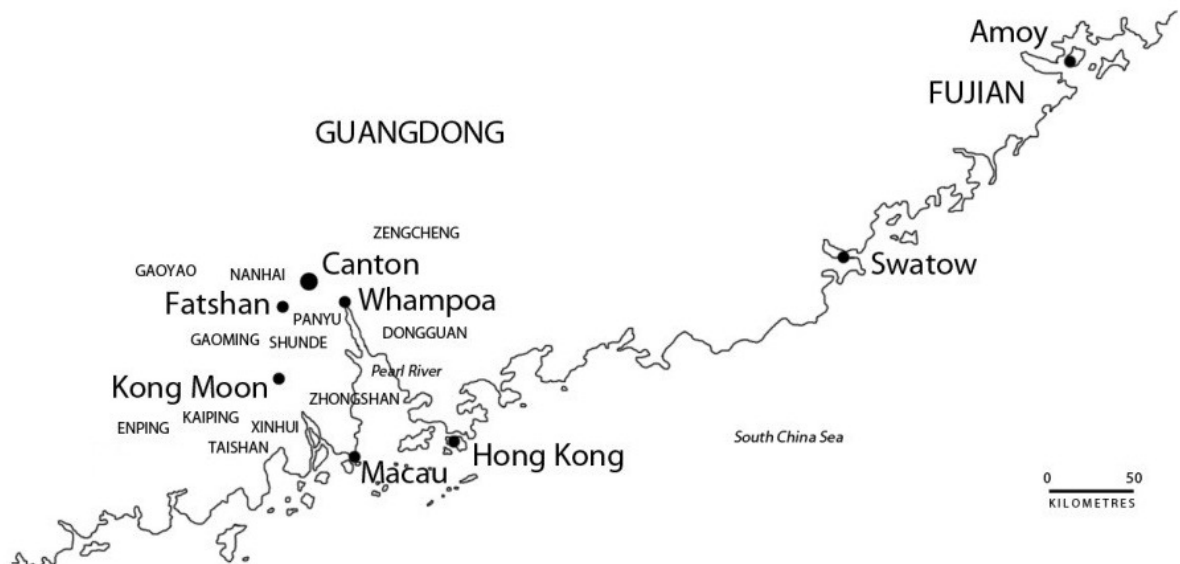 Amoy
FUJIAN
GUANGDONG
ZENGCHENG
GAOYAO
NANHAI
Canton
Swatow
Fatshan
Whampoa
PANYU
DONGGUAN
GAOMING
SHUNDE
Pearl River
Kong Moon
ZHONGSHAN
ENPING
KAIPING
XINHUI
TAISHAN
South China Sea
Hong Kong
Macau
0 50
KILOMETRES